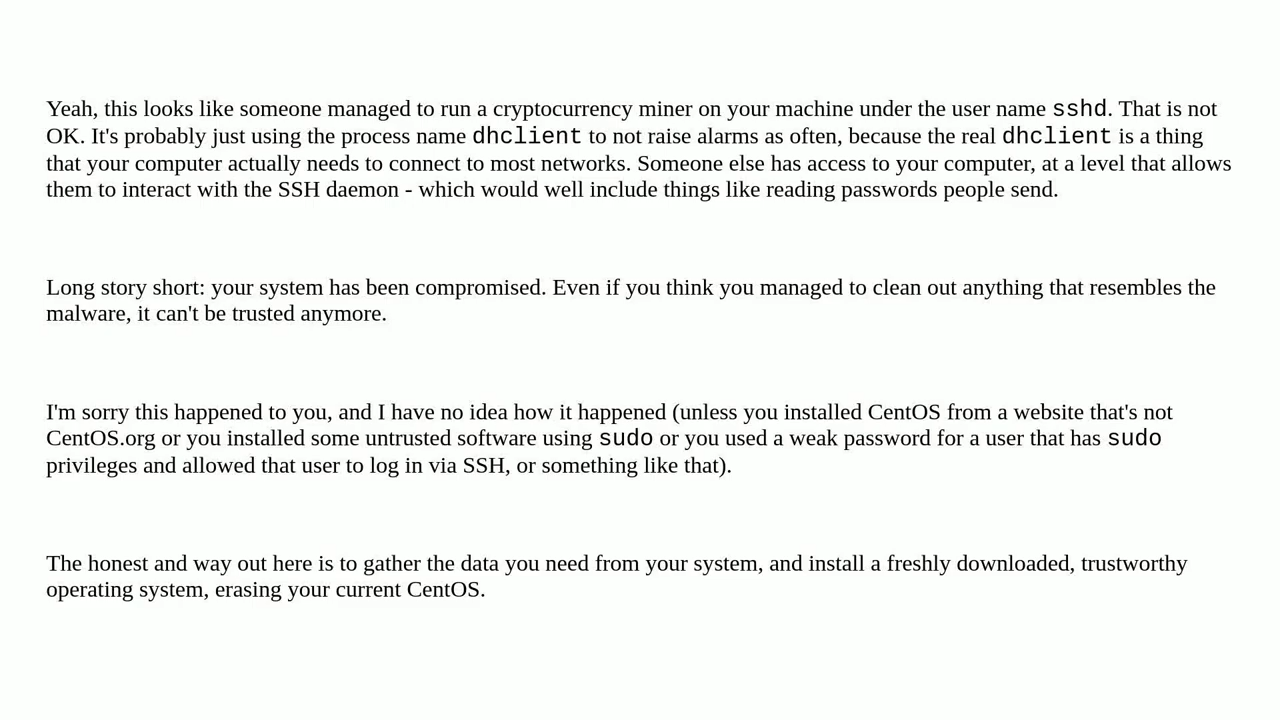 Yeah, this looks like someone managed to run a cryptocurrency miner on your machine under the user name sshd. That is not
OK. It's probably just using the process name dhclient to not raise alarms as often, because the real dhclient is a thing
that your computer actually needs to connect to most networks. Someone else has access to your computer, at a level that allows
them to interact with the SSH daemon - which would well include things like reading passwords people send.
Long story short: your system has been compromised. Even if you think you managed to clean out anything that resembles the
malware, it can't be trusted anymore.
I'm sorry this happened to you, and I have no idea how it happened (unless you installed CentOS from a website that's not
CentOS.org or you installed some untrusted software using sudo or you used a weak password for a user that has sudo
privileges and allowed that user to log in via SSH, or something like that).
The honest and way out here is to gather the data you need from your system, and install a freshly downloaded, trustworthy
operating system, erasing your current CentOS.